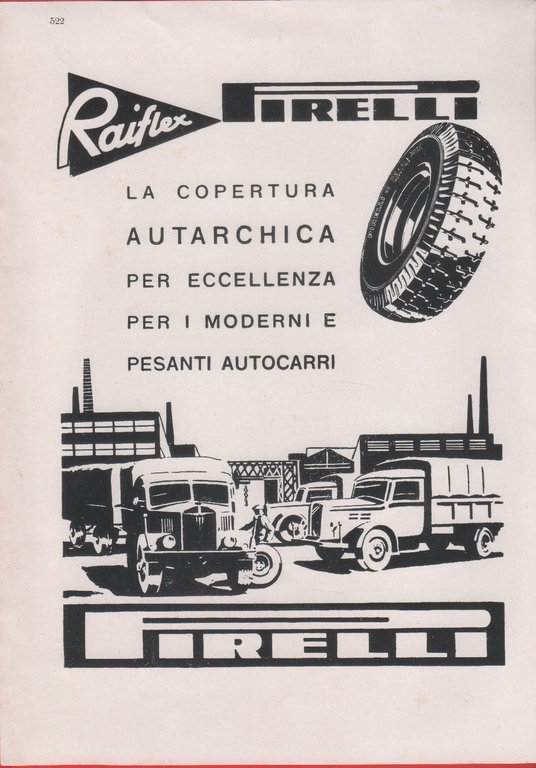 522
Raiflex
PIRELLI
LA COPERTURA
AUTARCHICA
PER ECCELLENZA
PER I MODERNI E
PESANTI AUTOCARRI
PIRELLI